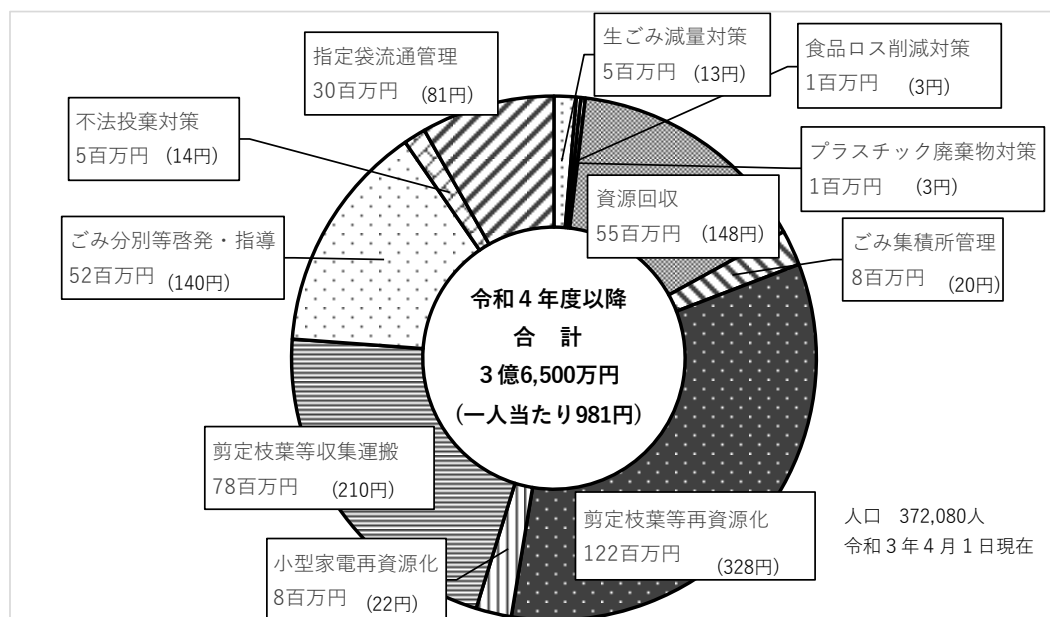 生ごみ減量対策
5百万円 (13円)
食品ロス削減対策
1百万円 (3円)
プラスチック廃棄物対策
1百万円 (3円)
資源回収
55百万円 (148円)
ごみ集積所管理
8百万円 (20円)
剪定枝葉等再資源化
122百万円 (328円)
小型家電再資源化
8百万円 (22円)
剪定枝葉等収集運搬
78百万円 (210円)
ごみ分別等啓発・指導
52百万円 (140円)
不法投棄対策
5百万円 (14円)
指定袋流通管理
30百万円 (81円)
令和４年度以降
合　計
３億6,500万円
(一人当たり981円)
人口　372,080人
令和３年４月１日現在